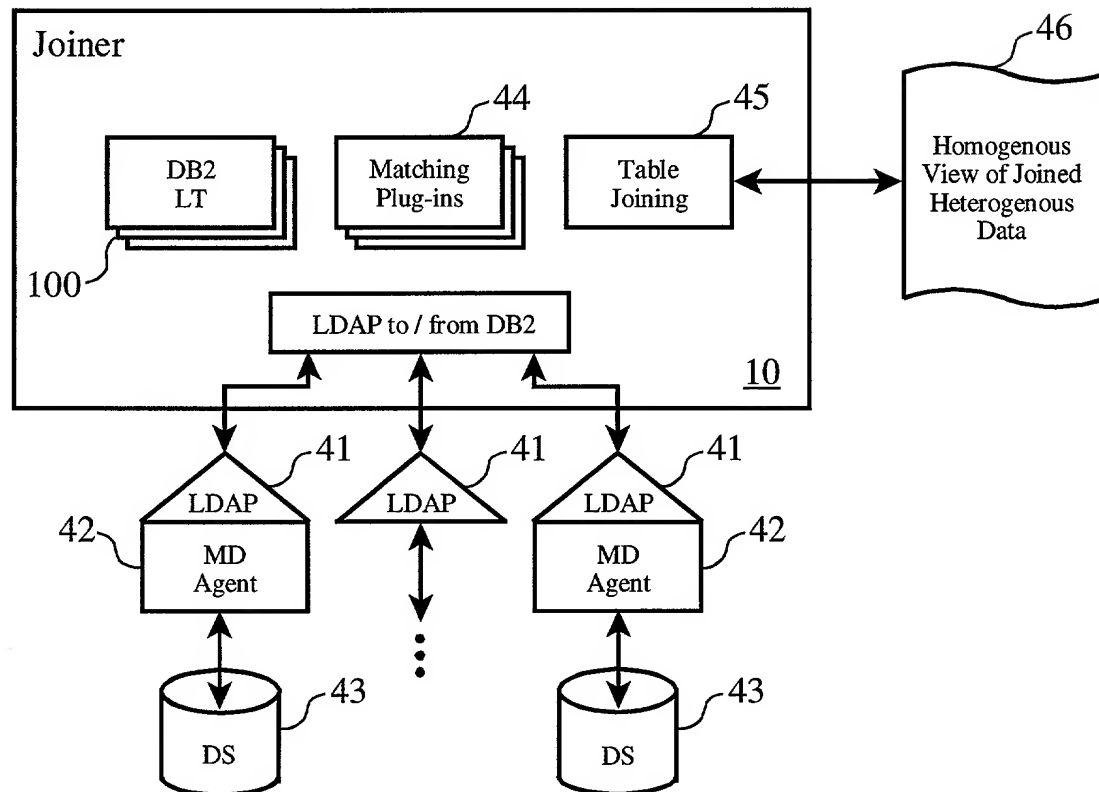 Joiner
46
44
45
DB2
LT
Matching
Plug-ins
Table
Joining
Homogenous
View of Joined
Heterogenous
Data
100
LDAP to / from DB2
10
41
41
41
LDAP
LDAP
LDAP
42
42
MD
Agent
MD
Agent
43
43
DS
DS